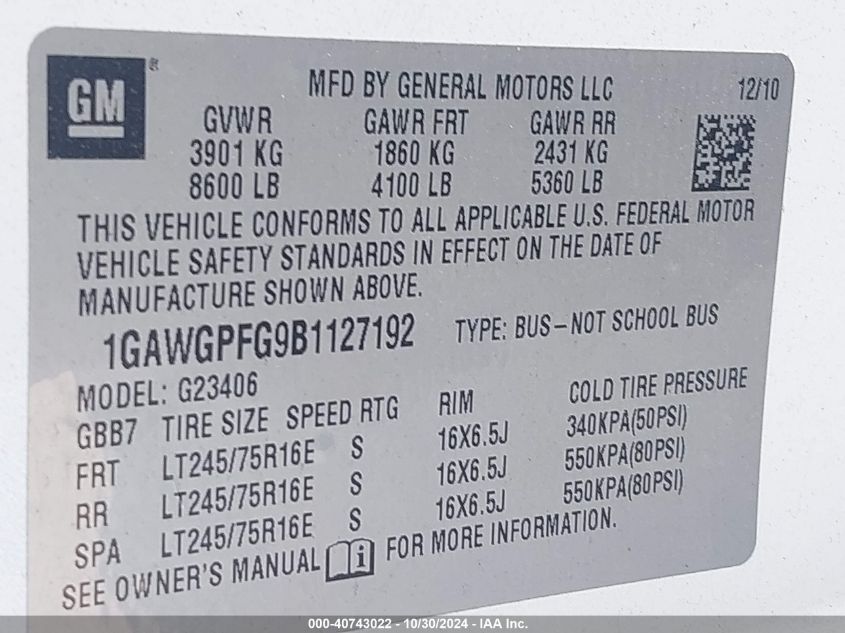 GM ®
MFD BY GENERAL MOTORS LLC 12/10
GVWR GAWR FRT GAWR RR
3901 KG 1860 KG 2431 KG
8600 LB 4100 LB 5360 LB
THIS VEHICLE CONFORMS TO ALL APPLICABLE U.S. FEDERAL MOTOR
VEHICLE SAFETY STANDARDS IN EFFECT ON THE DATE OF
MANUFACTURE SHOWN ABOVE.
1GAWGPFG9B1127192 TYPE: BUS–NOT SCHOOL BUS
MODEL: G23406
GBB7 TIRE SIZE SPEED RTG RIM COLD TIRE PRESSURE
FRT LT245/75R16E S 16X6.5J 340KPA(50PSI)
RR LT245/75R16E S 16X6.5J 550KPA(80PSI)
SPA LT245/75R16E S 16X6.5J 550KPA(80PSI)
SEE OWNER'S MANUAL i FOR MORE INFORMATION.
000-40743022 - 10/30/2024 - IAA Inc.